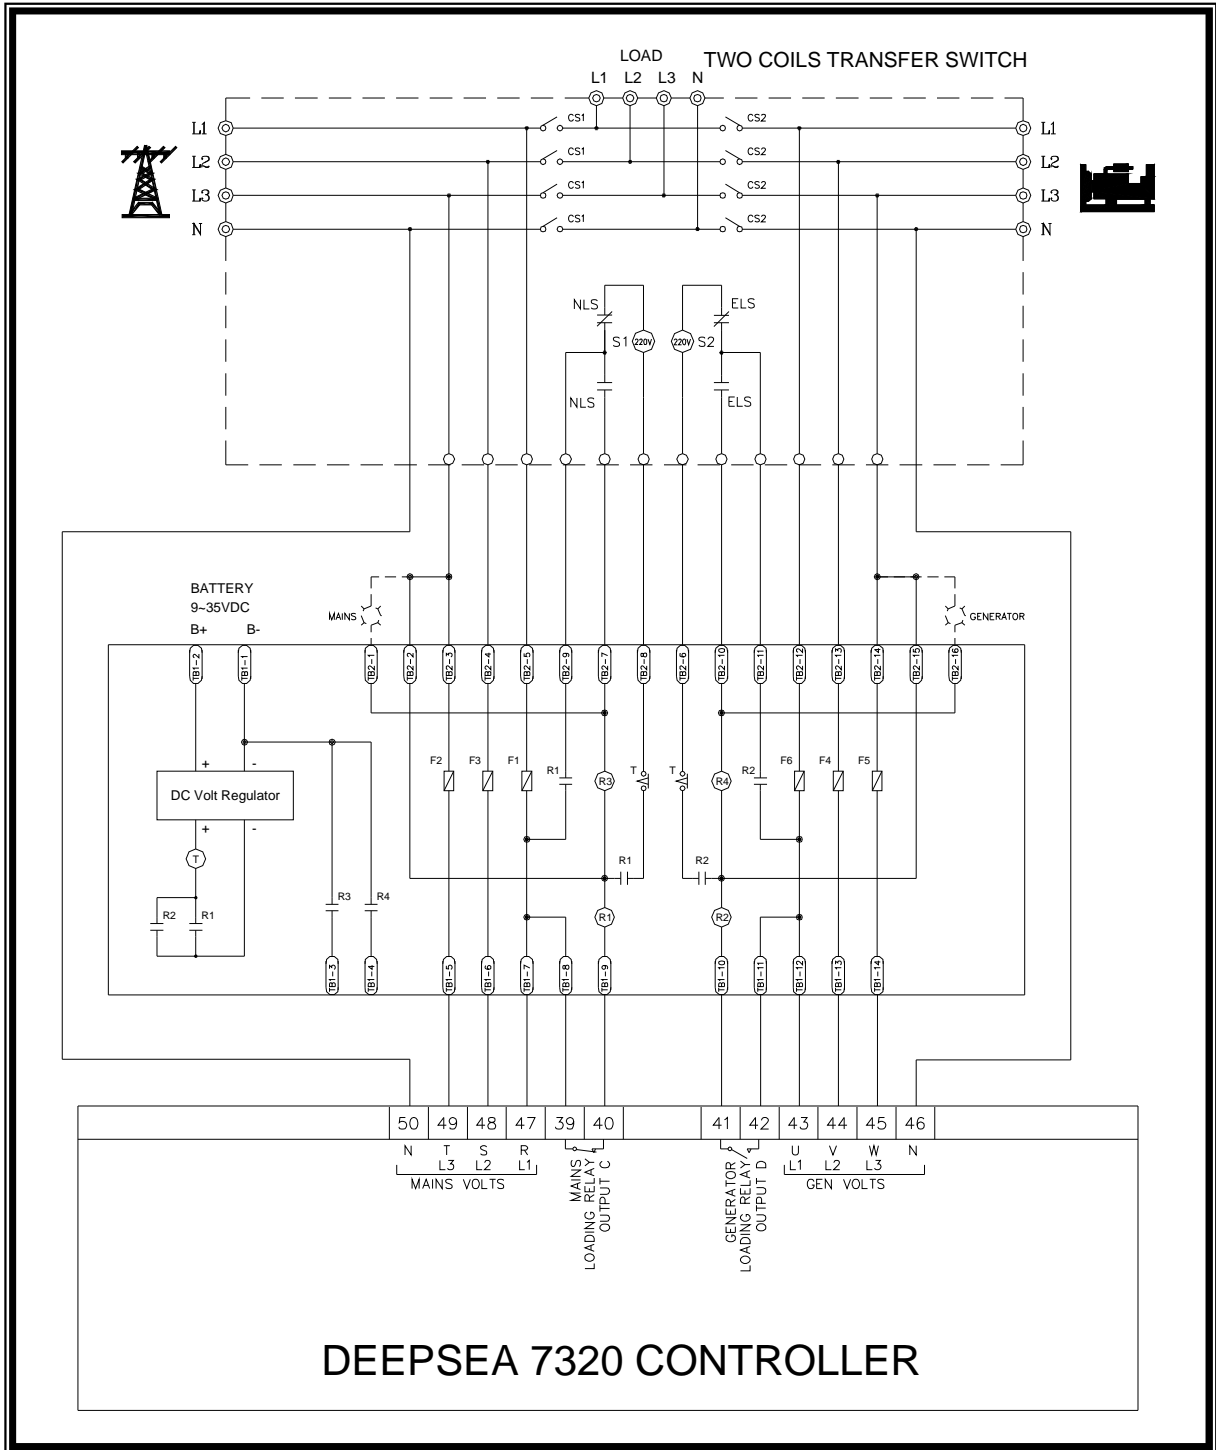 LOAD
TWO COILS TRANSFER SWITCH
L1 L2 L3 N
L1 CS1 CS2 L1
L2 CS1 CS2 L2
L3 CS1 CS2 L3
N CS1 CS2 N
NLS ELS
S1 220V 220V S2
NLS ELS
BATTERY
9~35VDC
B+ B-
MAINS GENERATOR
TB1-2 TB1-1 TB2-1 TB2-2 TB2-3 TB2-4 TB2-5 TB2-9 TB2-7 TB2-8 TB2-6 TB2-10 TB2-11 TB2-12 TB2-13 TB2-14 TB2-15 TB2-16
+ -
F2 F3 F1 R1 R3 T T R4 R2 F6 F4 F5
DC Volt Regulator
+ -
T
R1 R2
R3 R4
R2 R1
R1 R2
TB1-3 TB1-4 TB1-5 TB1-6 TB1-7 TB1-8 TB1-9 TB1-10 TB1-11 TB1-12 TB1-13 TB1-14
50 49 48 47 39 40 41 42 43 44 45 46
N T S R U V W N
L3 L2 L1 L1 L2 L3
MAINS VOLTS
MAINS
LOADING RELAY
OUTPUT C
GENERATOR
LOADING RELAY
OUTPUT D
GEN VOLTS
DEEPSEA 7320 CONTROLLER